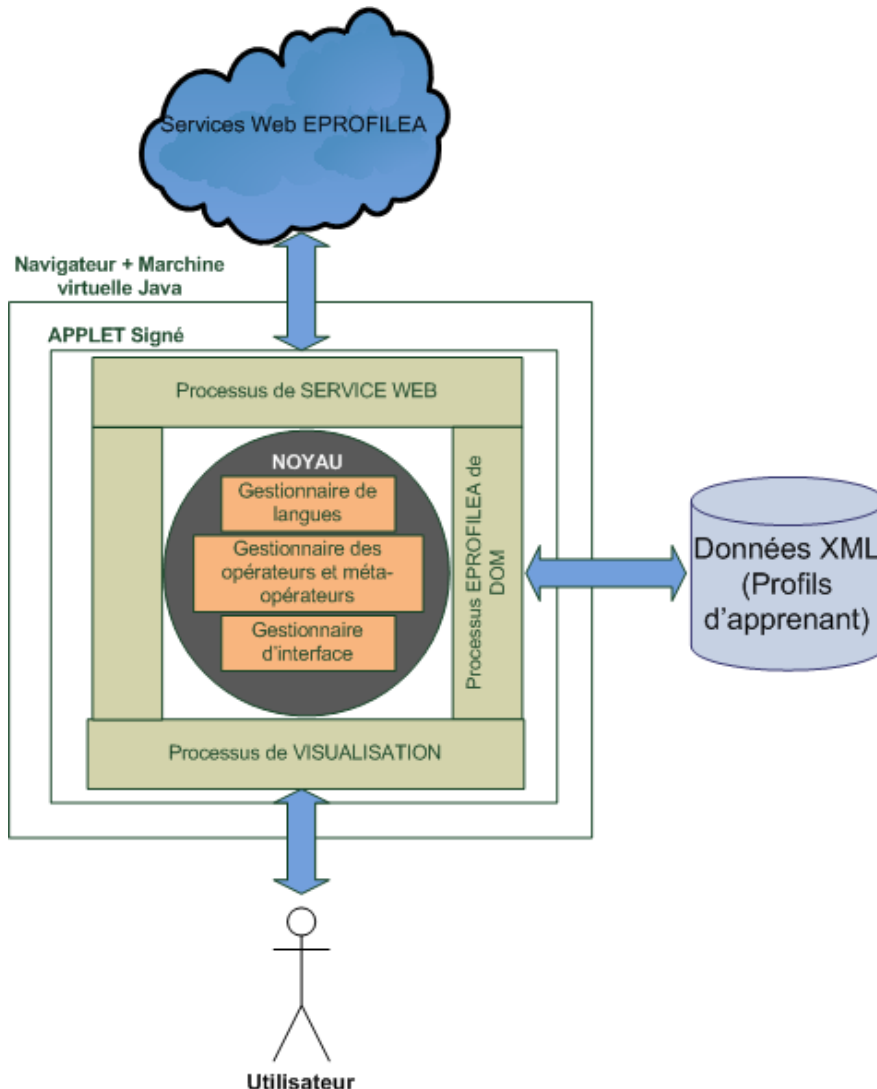 Services Web EPROFILEA
Navigateur + Marchine
virtuelle Java
APPLET Signé
Processus de SERVICE WEB
NOYAU
Gestionnaire de
langues
Gestionnaire des
opérateurs et méta-
opérateurs
Gestionnaire
d'interface
Processus EPROFILEA de
DOM
Données XML
(Profils
d'apprenant)
Processus de VISUALISATION
Utilisateur